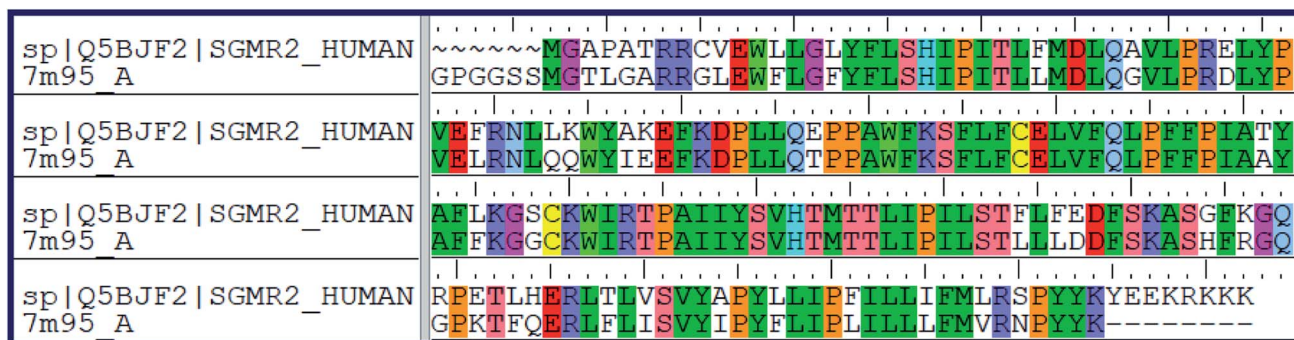 sp|Q5BJF2|SGMR2_HUMAN ~~~~~~MGAPATRRCVEWLLGLYFLSHIPITLFMDLQAVLPRELYP
7m95_A GPGGSSMGTLGARRGLEWFLGFYFLSHIPITLLMDLQGVLPRDLYP
sp|Q5BJF2|SGMR2_HUMAN VEFRNLLKWYAKEFKDPLLQEPPAWFKSFLFCELVFQLPFFPIATY
7m95_A VELRNLQQWYIEEFKDPLLQTPPAWFKSFLFCELVFQLPFFPIAAY
sp|Q5BJF2|SGMR2_HUMAN AFLKGSCKWIRTPAIIYSVHTMTTLIPILSTFLFEDFSKASGFKGQ
7m95_A AFFKGGCKWIRTPAIIYSVHTMTTLIPILSTLLLDDFSKASHFRGQ
sp|Q5BJF2|SGMR2_HUMAN RPETLHERLTLVSVYAPYLLIPFILLIFMLRSPYYKYEEKRKKK
7m95_A GPKTFQERLFLISVYIPYFLIPLILLLFMVRNPYYK--------